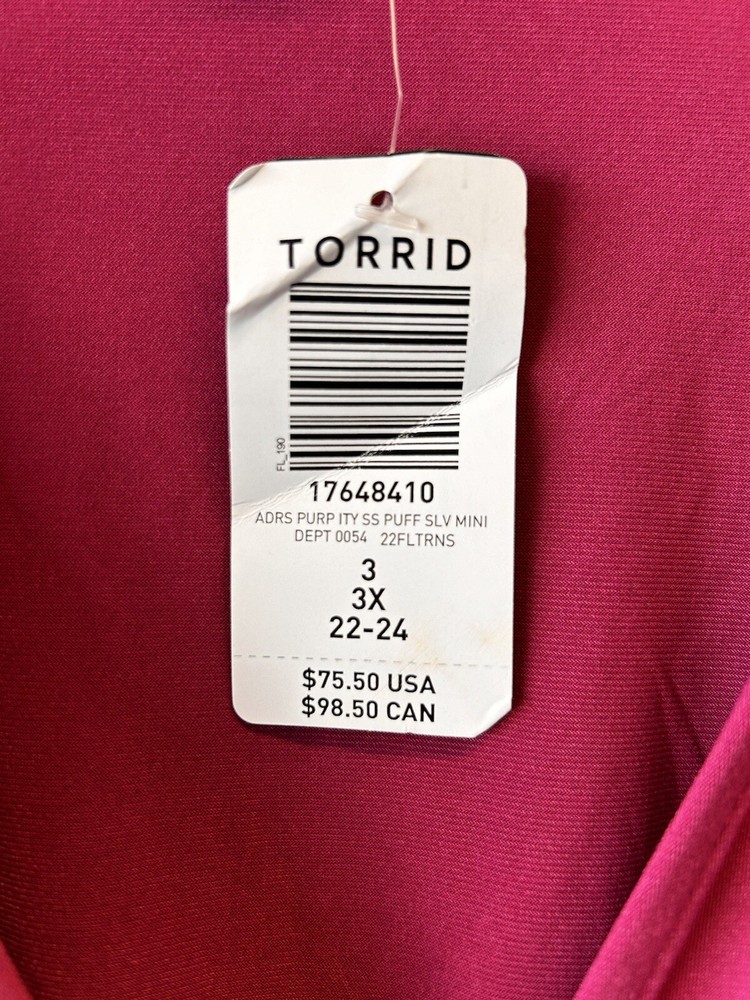 TORRID
FL_190
17648410
ADRS PURP ITY SS PUFF SLV MINI
DEPT 0054 22FLTRNS
3
3X
22-24
$75.50 USA
$98.50 CAN